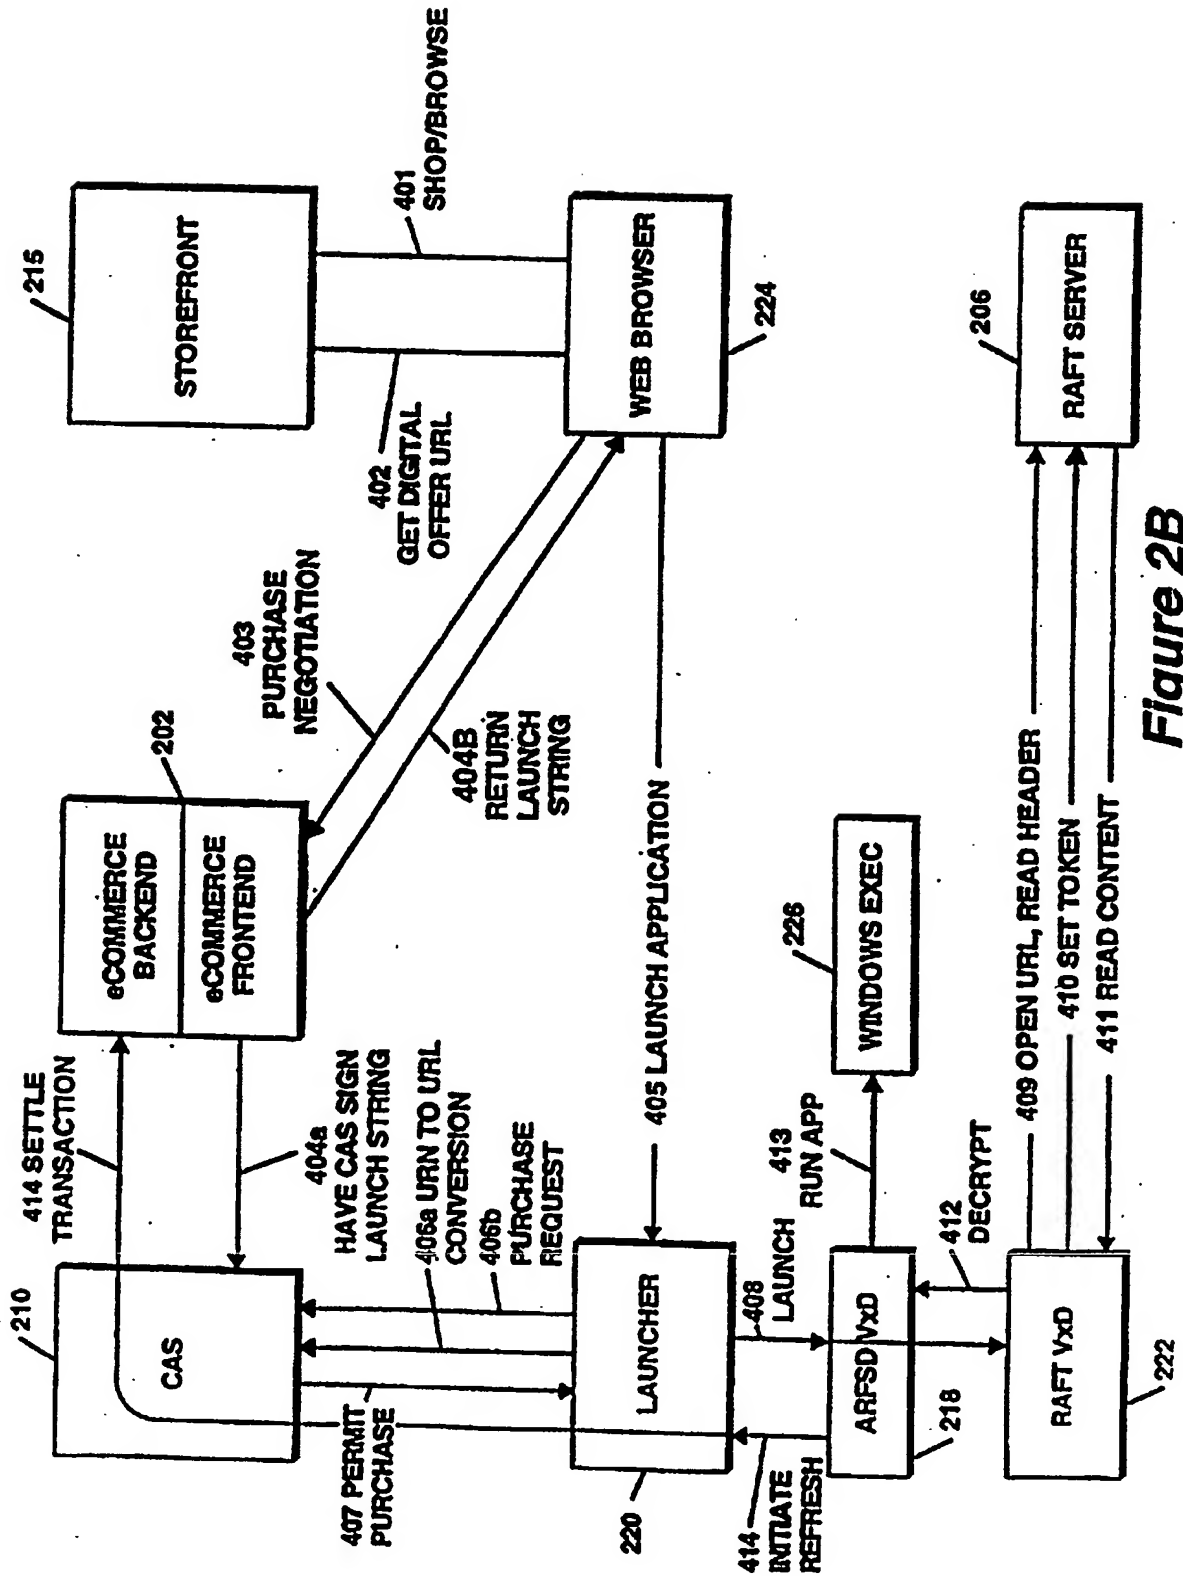 210
CAS
414 SETTLE
TRANSACTION
eCOMMERCE
BACKEND
eCOMMERCE
FRONTEND
202
STOREFRONT
215
404a
HAVE CAS SIGN
LAUNCH STRING
406a URN TO URL
CONVERSION
406b
PURCHASE
REQUEST
407 PERMIT
PURCHASE
403
PURCHASE
NEGOTIATION
404B
RETURN
LAUNCH
STRING
402
GET DIGITAL
OFFER URL
401
SHOP/BROWSE
LAUNCHER
220
405 LAUNCH APPLICATION
WEB BROWSER
224
408
LAUNCH
414
INITIATE
REFRESH
ARFSD VxD
218
413
RUN APP
WINDOWS EXEC
226
412
DECRYPT
RAFT VxD
222
409 OPEN URL, READ HEADER
410 SET TOKEN
411 READ CONTENT
RAFT SERVER
206
Figure 2B